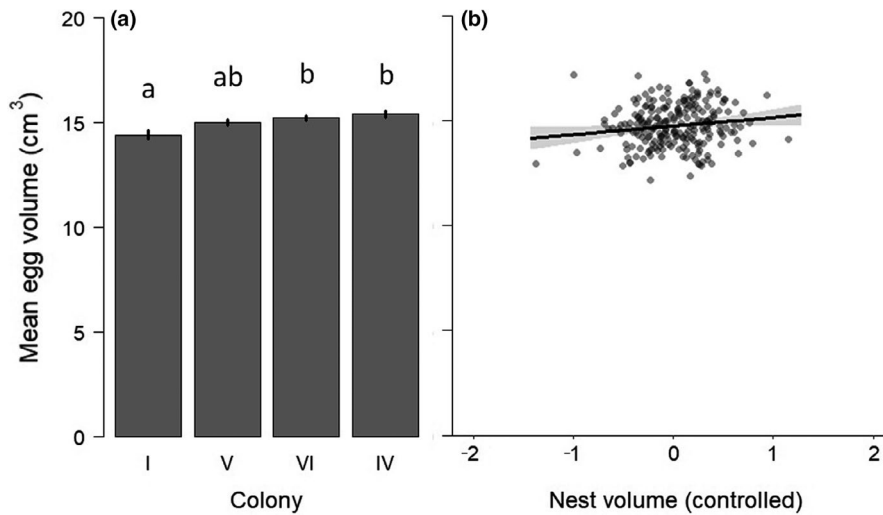 (a)
20
15
10
5
0
Mean egg volume (cm³)
a
ab
b
b
I
V
VI
IV
Colony
(b)
-2
-1
0
1
2
Nest volume (controlled)